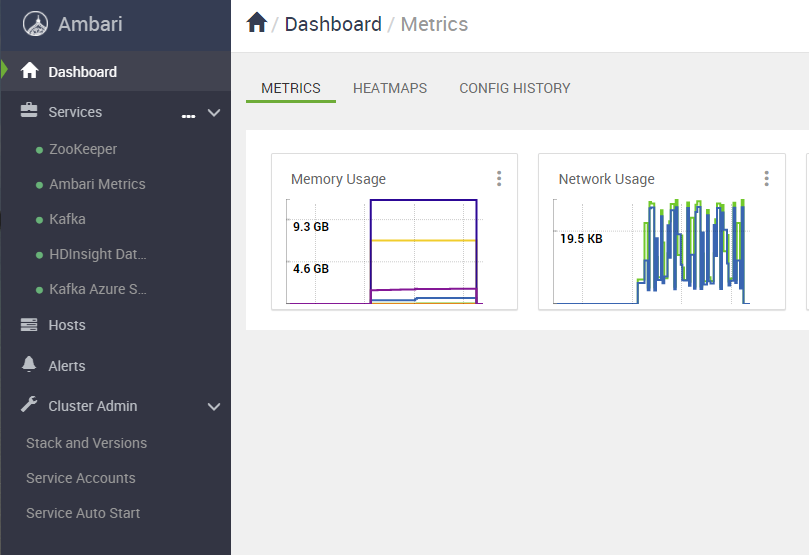 Ambari
Dashboard
Services
...
ZooKeeper
Ambari Metrics
Kafka
HDInsight Dat...
Kafka Azure S...
Hosts
Alerts
Cluster Admin
Stack and Versions
Service Accounts
Service Auto Start
/ Dashboard / Metrics
METRICS HEATMAPS CONFIG HISTORY
Memory Usage
9.3 GB
4.6 GB
Network Usage
19.5 KB